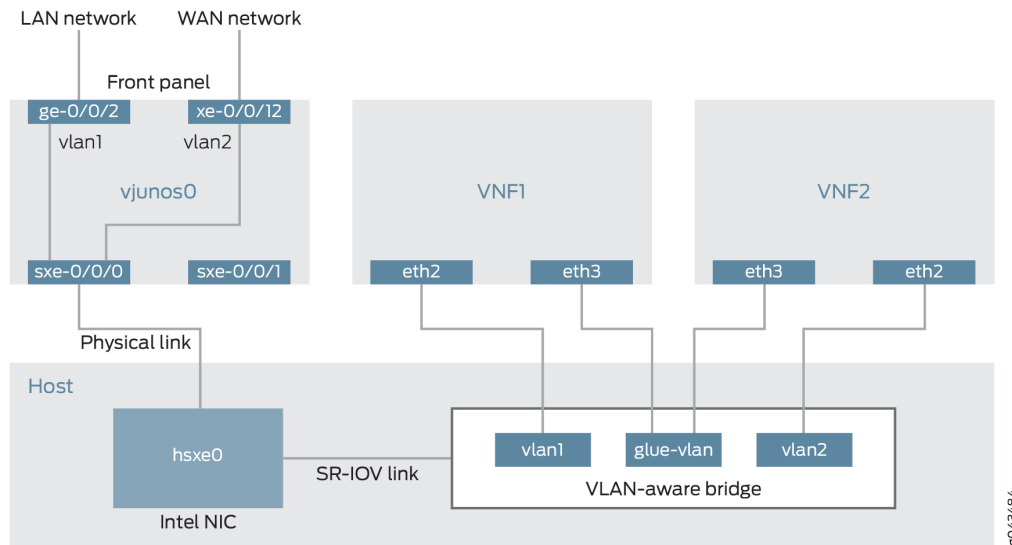 LAN network
WAN network
Front panel
ge-0/0/2
xe-0/0/12
vlan1
vlan2
vjunos0
VNF1
VNF2
sxe-0/0/0
sxe-0/0/1
eth2
eth3
eth3
eth2
Physical link
Host
hsxe0
vlan1
glue-vlan
vlan2
SR-IOV link
VLAN-aware bridge
Intel NIC